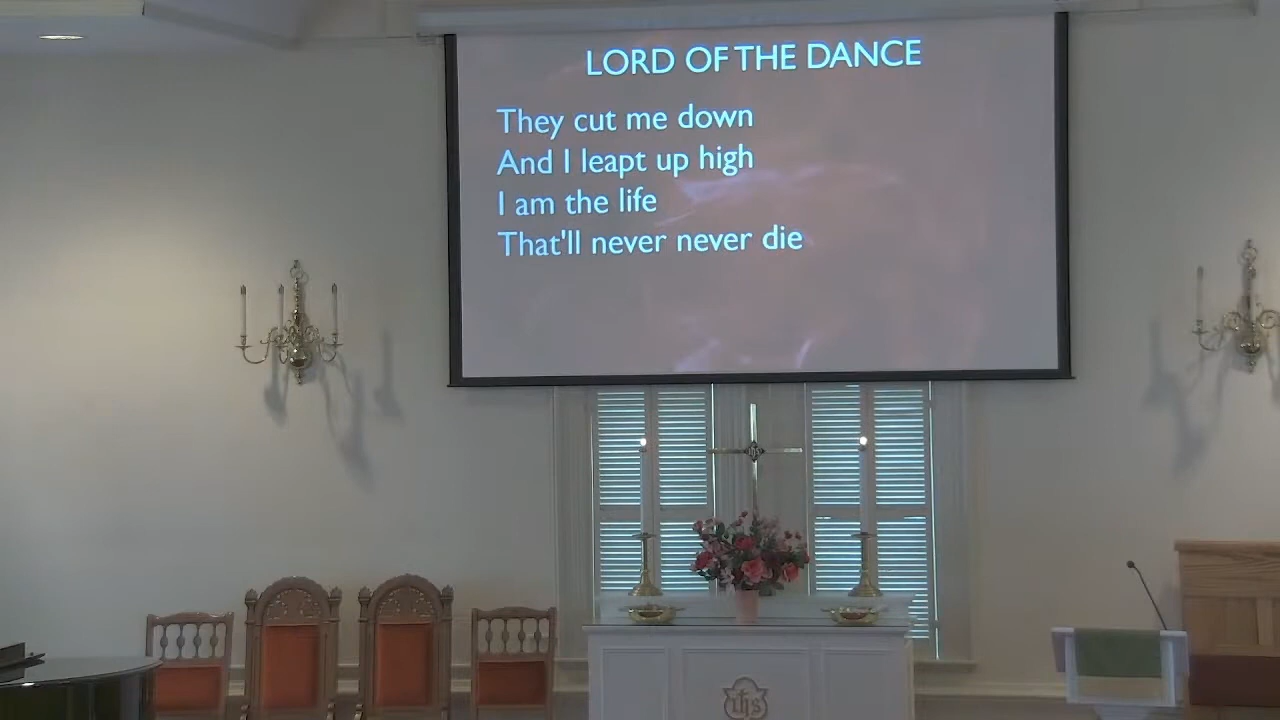 LORD OF THE DANCE
They cut me down
And I leapt up high
I am the life
That'll never never die
ihs